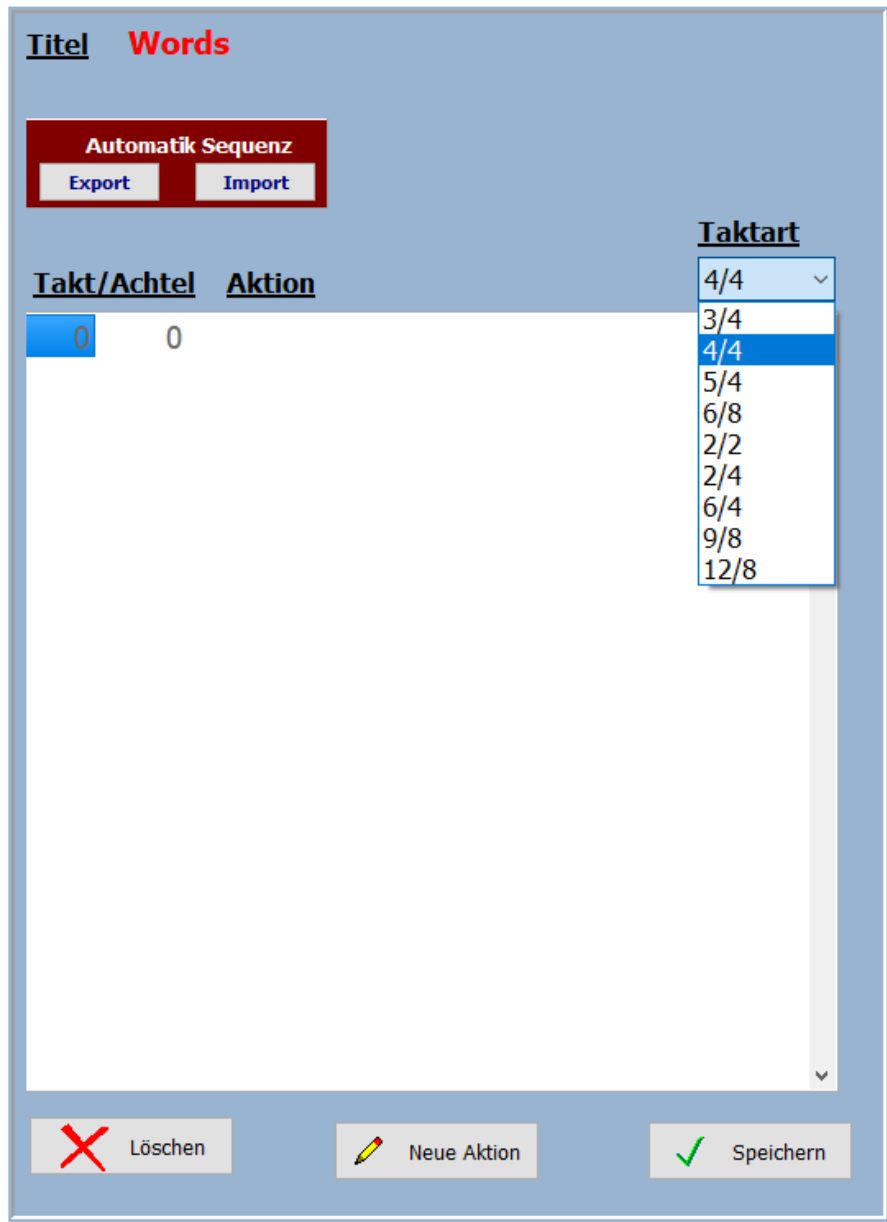 Titel Words
Automatik Sequenz
Export Import
Taktart
Takt/Achtel Aktion 4/4
0 0
3/4
4/4
5/4
6/8
2/2
2/4
6/4
9/8
12/8
Löschen Neue Aktion Speichern